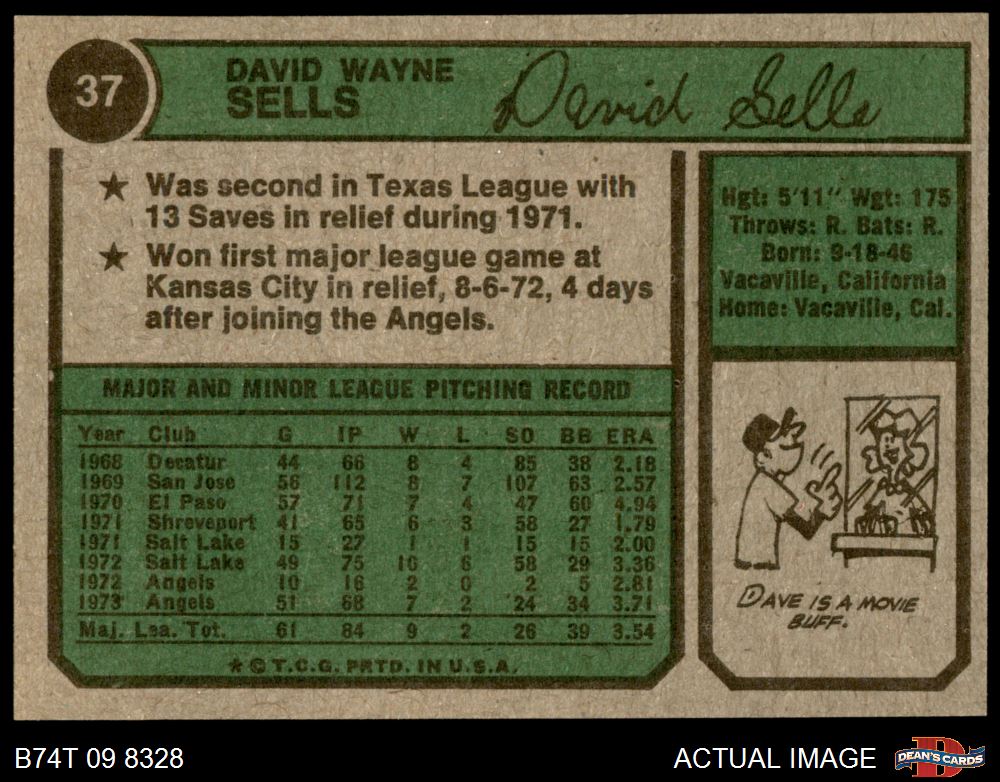 37
DAVID WAYNE
SELLS
David Sells
★ Was second in Texas League with
13 Saves in relief during 1971.
★ Won first major league game at
Kansas City in relief, 8-6-72, 4 days
after joining the Angels.
Hgt: 5'11" Wgt: 175
Throws: R. Bats: R.
Born: 9-18-46
Vacaville, California
Home: Vacaville, Cal.
MAJOR AND MINOR LEAGUE PITCHING RECORD
Year Club G IP W L SO BB ERA
1968 Decatur 44 66 8 4 85 38 2.18
1969 San Jose 56 112 8 7 107 63 2.57
1970 El Paso 57 71 7 4 47 60 4.94
1971 Shreveport 41 65 6 3 58 27 1.79
1971 Salt Lake 15 27 1 1 15 15 2.00
1972 Salt Lake 49 75 10 6 58 29 3.36
1972 Angels 10 16 2 0 2 5 2.81
1973 Angels 51 68 7 2 24 34 3.71
Maj. Lea. Tot. 61 84 9 2 26 39 3.54
★ © T.C.G. PRTD. IN U.S.A.
DAVE IS A MOVIE
BUFF.
B74T 09 8328
ACTUAL IMAGE
D
DEAN'S CARDS